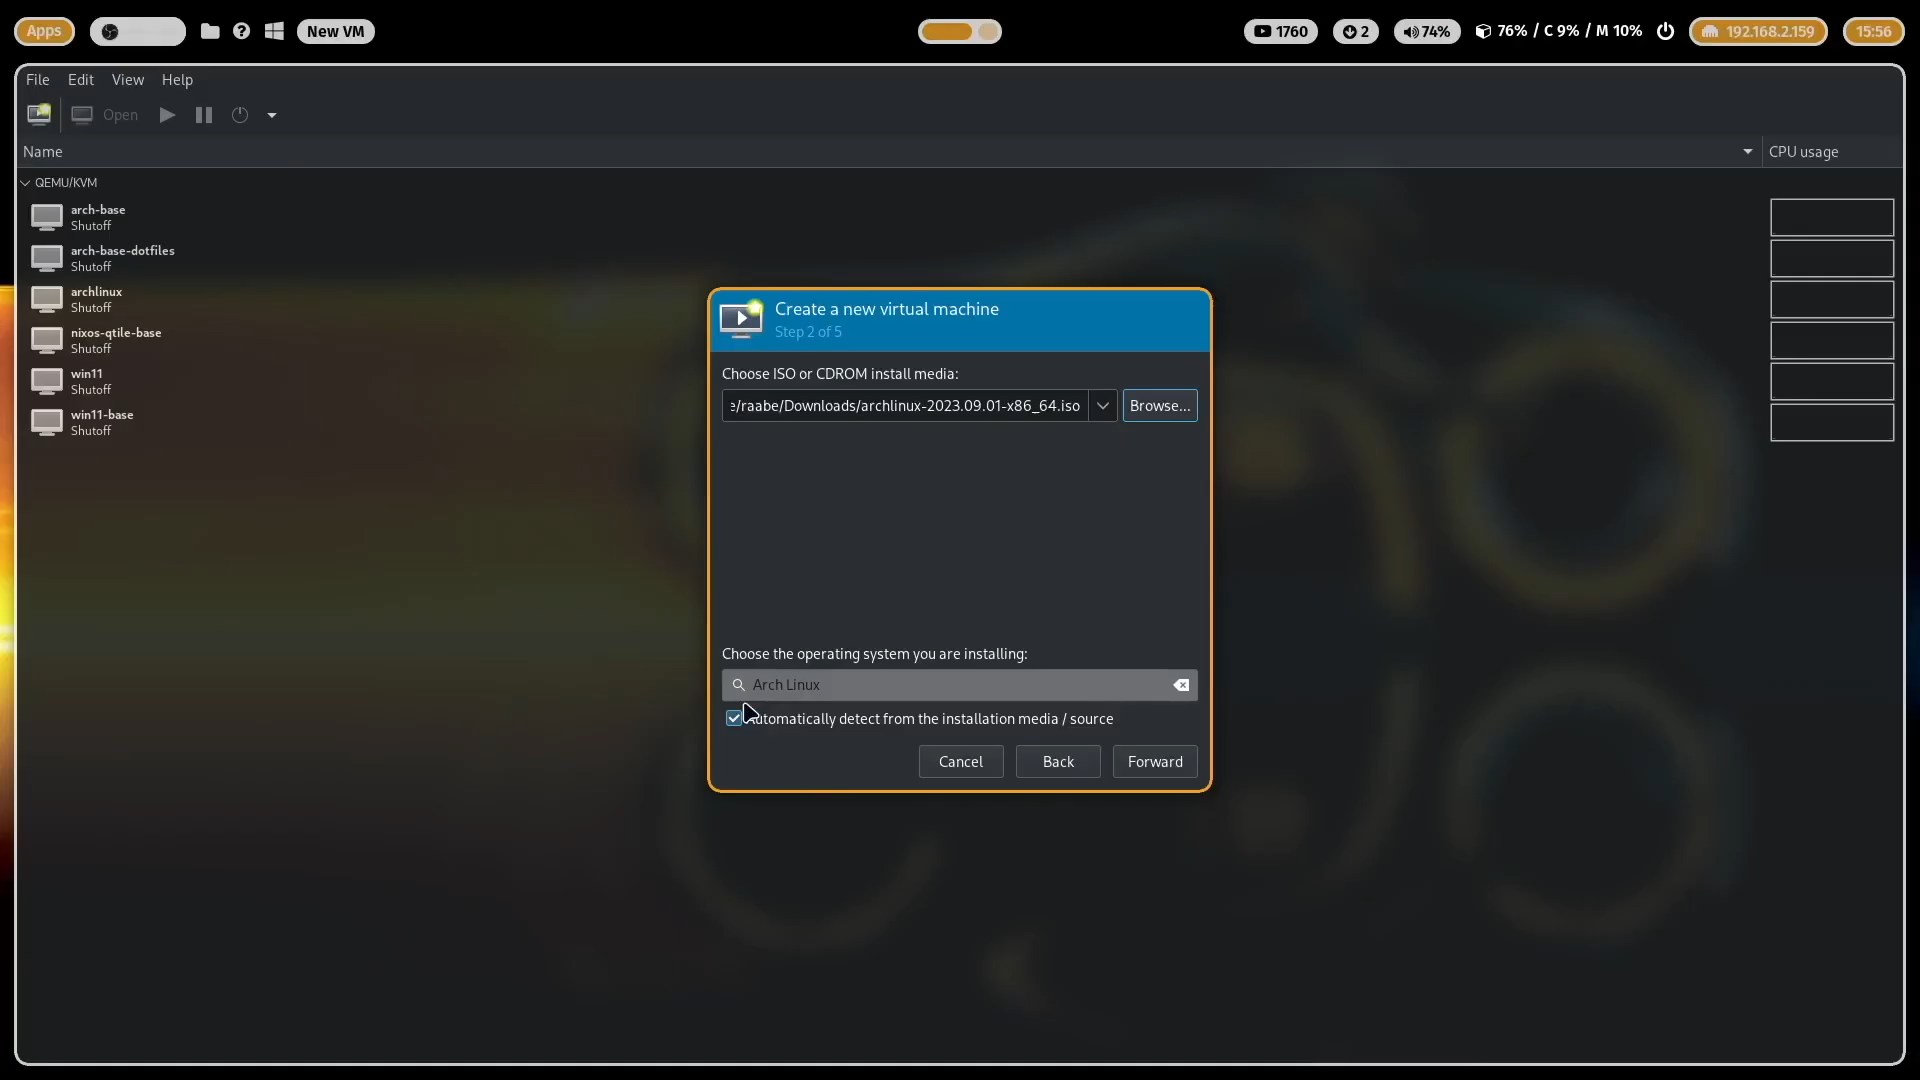 Apps
New VM
1760
2
74%
76% / C 9% / M 10%
192.168.2.159
15:56
File Edit View Help
Open
Name
CPU usage
QEMU/KVM
arch-base
Shutoff
arch-base-dotfiles
Shutoff
archlinux
Shutoff
nixos-qtile-base
Shutoff
win11
Shutoff
win11-base
Shutoff
Create a new virtual machine
Step 2 of 5
Choose ISO or CDROM install media:
e/raabe/Downloads/archlinux-2023.09.01-x86_64.iso
Browse...
Choose the operating system you are installing:
Arch Linux
Automatically detect from the installation media / source
Cancel
Back
Forward